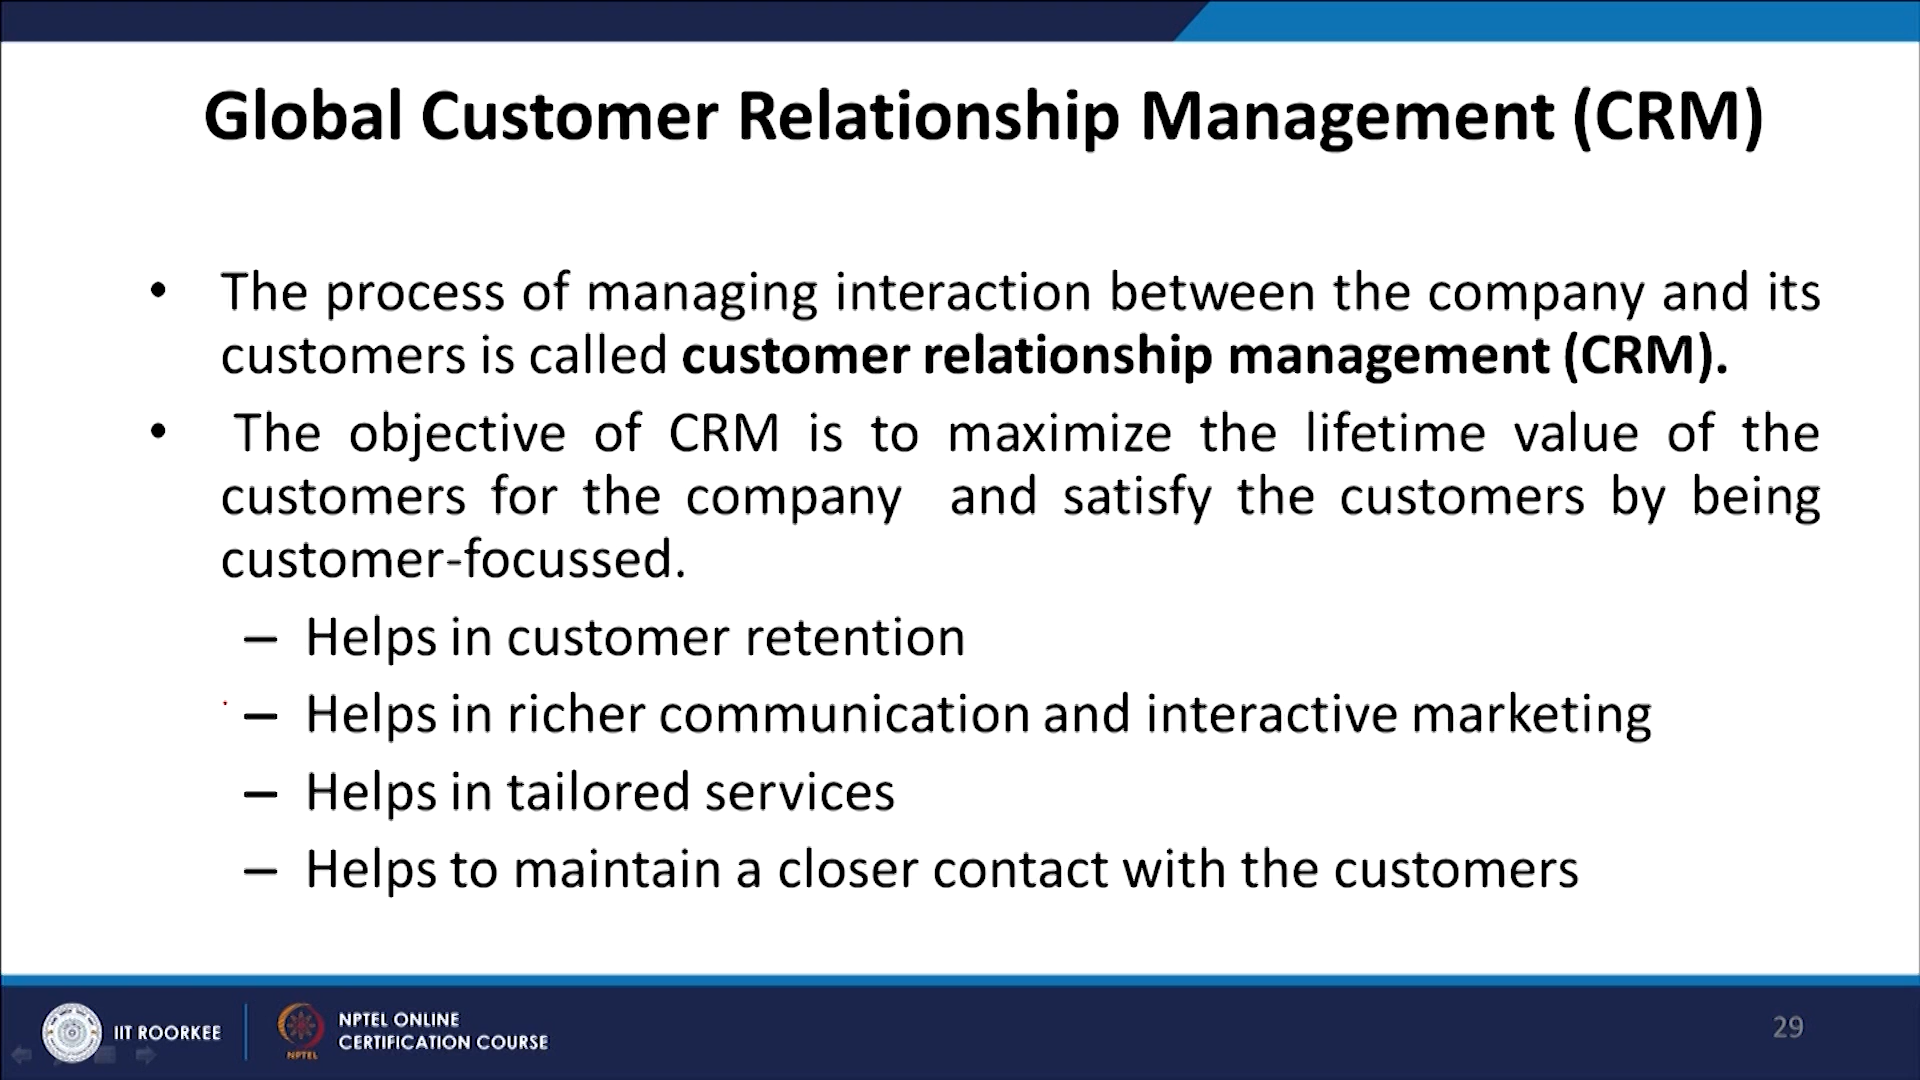 Global Customer Relationship Management (CRM)
• The process of managing interaction between the company and its
customers is called customer relationship management (CRM).
• The objective of CRM is to maximize the lifetime value of the
customers for the company and satisfy the customers by being
customer-focussed.
– Helps in customer retention
– Helps in richer communication and interactive marketing
– Helps in tailored services
– Helps to maintain a closer contact with the customers
IIT ROORKEE
NPTEL
NPTEL ONLINE
CERTIFICATION COURSE
29